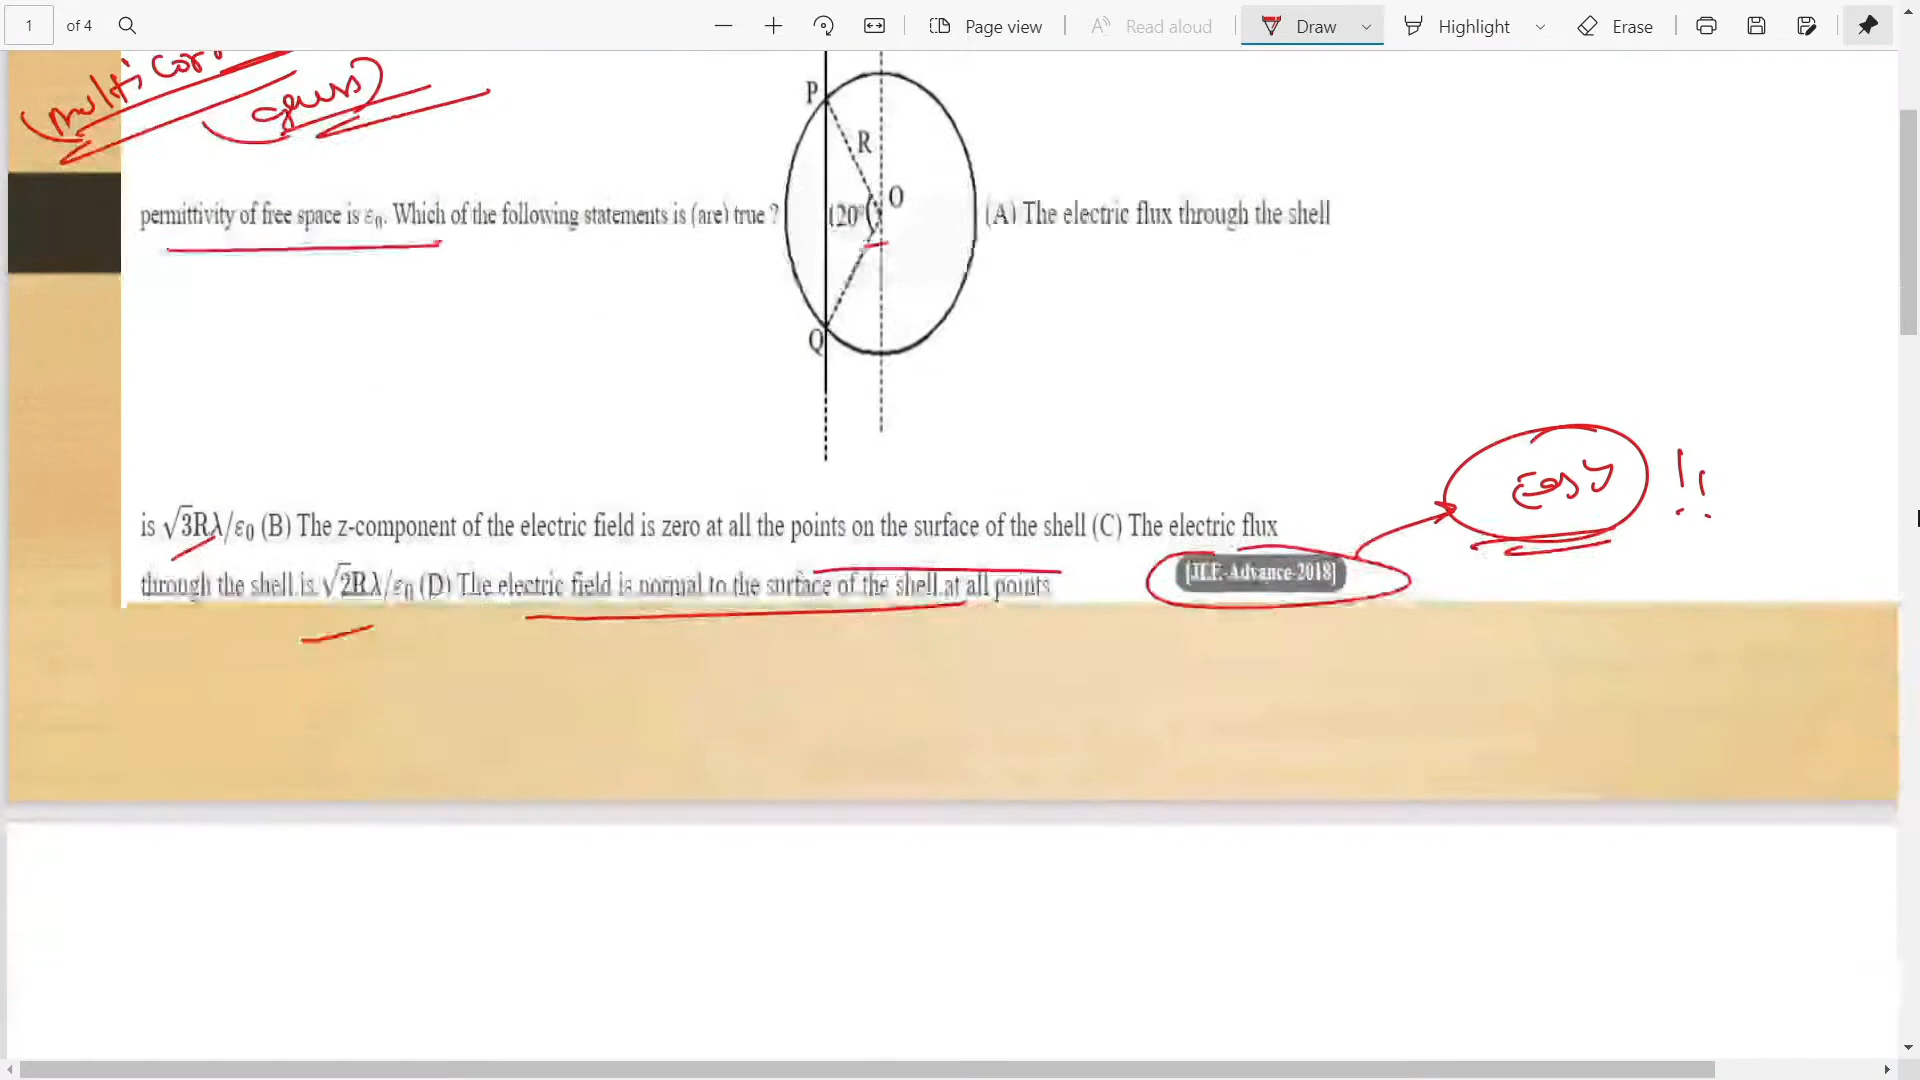 1 of 4 Page view Read aloud Draw Highlight Erase
multi cor.
gauss
P
R
O
permittivity of free space is ε₀. Which of the following statements is (are) true ? (20° (A) The electric flux through the shell
Q
Easy !!
is √3Rλ/ε₀ (B) The z-component of the electric field is zero at all the points on the surface of the shell (C) The electric flux
through the shell is √2Rλ/ε₀ (D) The electric field is normal to the surface of the shell at all points [JEE-Advance-2018]